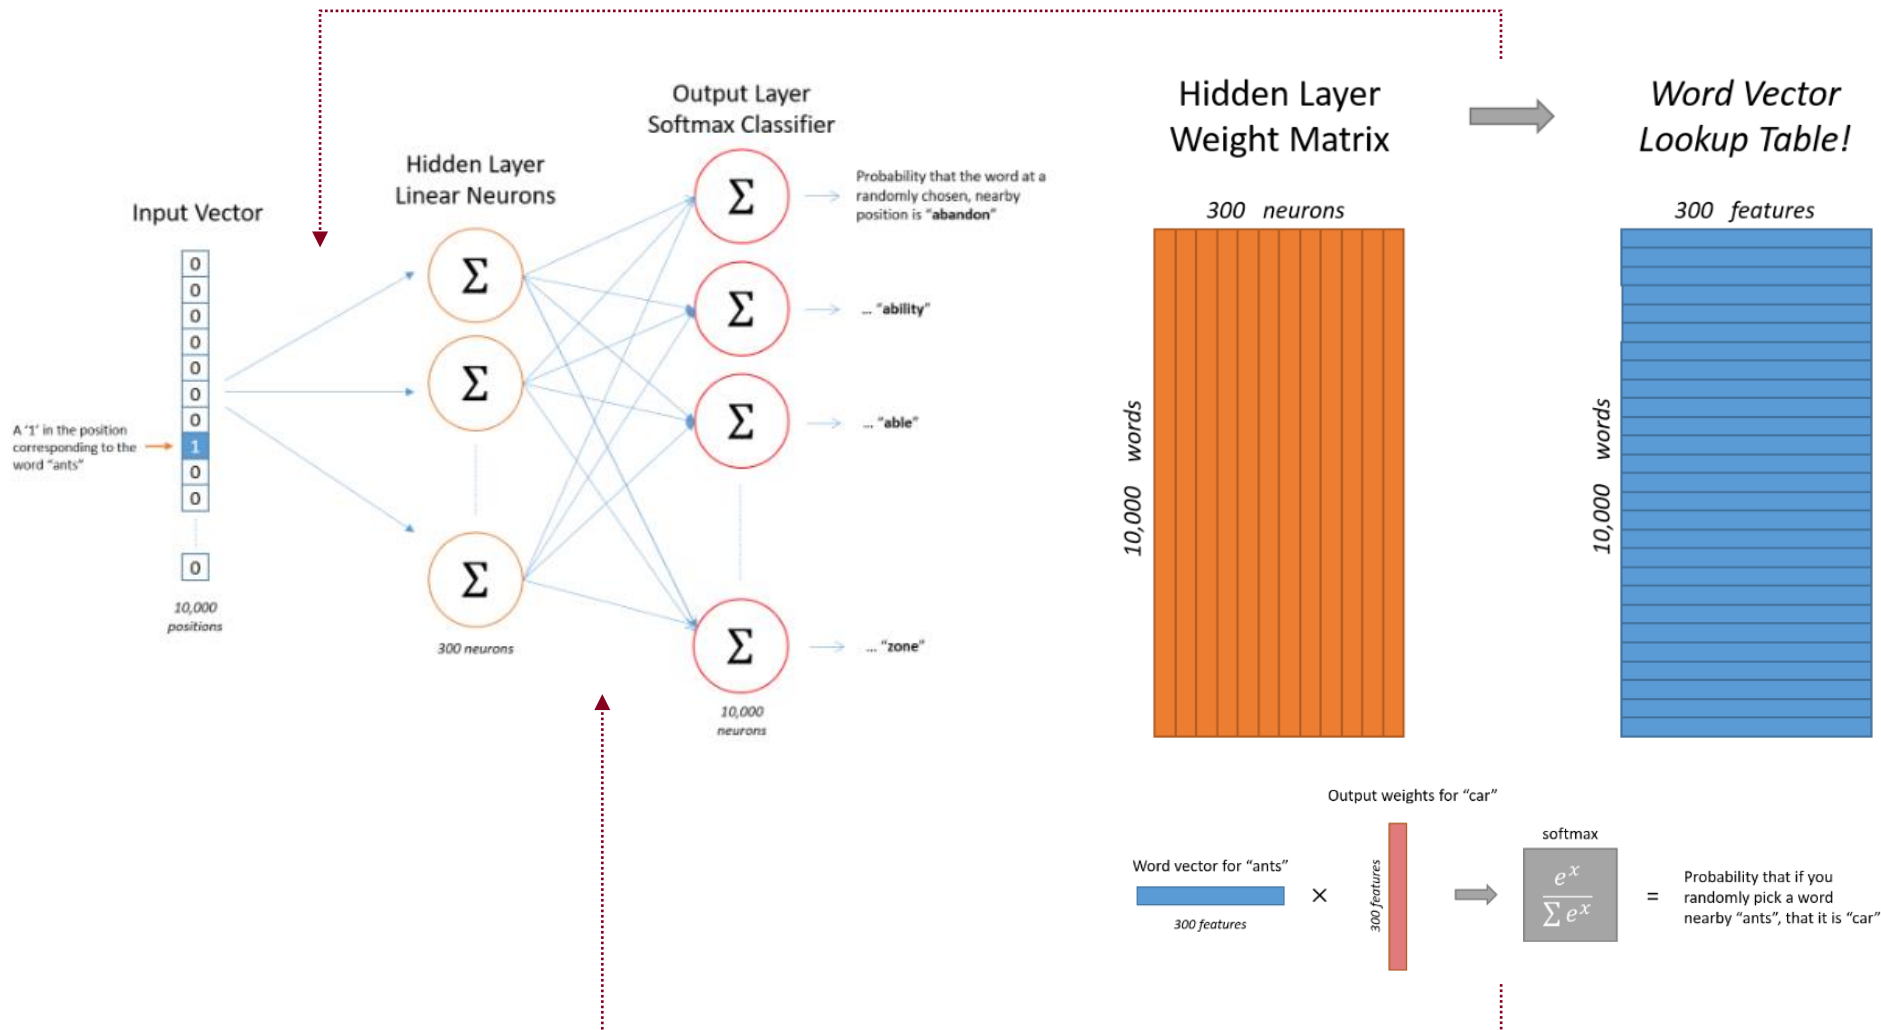 Output Layer
Softmax Classifier
Hidden Layer
Linear Neurons
Input Vector
0
0
0
0
0
0
0
1
0
0
0
A ‘1’ in the position
corresponding to the
word “ants”
10,000
positions
Σ
Σ
Σ
300 neurons
Σ
Σ
Σ
Σ
10,000
neurons
Probability that the word at a
randomly chosen, nearby
position is “abandon”
... “ability”
... “able”
... “zone”
Hidden Layer
Weight Matrix
300 neurons
10,000 words
Word Vector
Lookup Table!
300 features
10,000 words
Output weights for “car”
Word vector for “ants”
300 features
×
300 features
softmax
e^x
∑ e^x
=
Probability that if you
randomly pick a word
nearby “ants”, that it is “car”